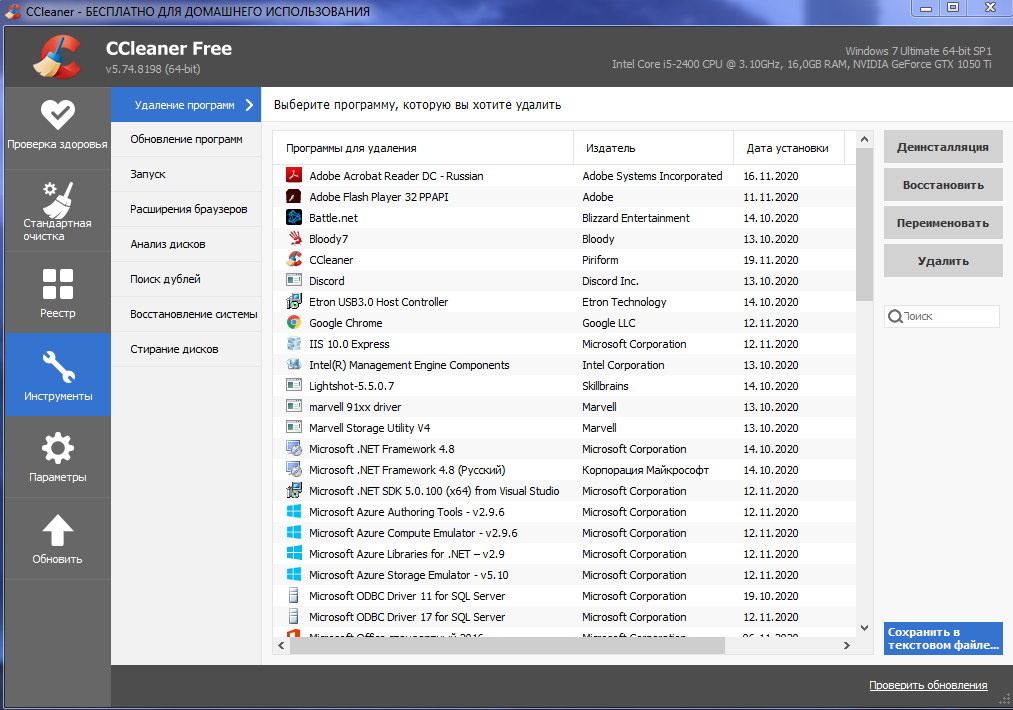 CCleaner - БЕСПЛАТНО ДЛЯ ДОМАШНЕГО ИСПОЛЬЗОВАНИЯ
CCleaner Free
v5.74.8198 (64-bit)
Windows 7 Ultimate 64-bit SP1
Intel Core i5-2400 CPU @ 3.10GHz, 16,0GB RAM, NVIDIA GeForce GTX 1050 Ti
Проверка здоровья
Стандартная
очистка
Реестр
Инструменты
Параметры
Обновить
Удаление программ
Обновление программ
Запуск
Расширения браузеров
Анализ дисков
Поиск дублей
Восстановление системы
Стирание дисков
Выберите программу, которую вы хотите удалить
Программы для удаления Издатель Дата установки
Adobe Acrobat Reader DC - Russian Adobe Systems Incorporated 16.11.2020
Adobe Flash Player 32 PPAPI Adobe 11.11.2020
Battle.net Blizzard Entertainment 14.10.2020
Bloody7 Bloody 13.10.2020
CCleaner Piriform 19.11.2020
Discord Discord Inc. 13.10.2020
Etron USB3.0 Host Controller Etron Technology 14.10.2020
Google Chrome Google LLC 12.11.2020
IIS 10.0 Express Microsoft Corporation 12.11.2020
Intel(R) Management Engine Components Intel Corporation 13.10.2020
Lightshot-5.5.0.7 Skillbrains 14.10.2020
marvell 91xx driver Marvell 13.10.2020
Marvell Storage Utility V4 Marvell 13.10.2020
Microsoft .NET Framework 4.8 Microsoft Corporation 14.10.2020
Microsoft .NET Framework 4.8 (Русский) Корпорация Майкрософт 14.10.2020
Microsoft .NET SDK 5.0.100 (x64) from Visual Studio Microsoft Corporation 12.11.2020
Microsoft Azure Authoring Tools - v2.9.6 Microsoft Corporation 12.11.2020
Microsoft Azure Compute Emulator - v2.9.6 Microsoft Corporation 12.11.2020
Microsoft Azure Libraries for .NET – v2.9 Microsoft Corporation 12.11.2020
Microsoft Azure Storage Emulator - v5.10 Microsoft Corporation 12.11.2020
Microsoft ODBC Driver 11 for SQL Server Microsoft Corporation 19.10.2020
Microsoft ODBC Driver 17 for SQL Server Microsoft Corporation 12.11.2020
Microsoft Office стандартный 2016 Microsoft Corporation 06.11.2020
Деинсталляция
Восстановить
Переименовать
Удалить
Поиск
Сохранить в
текстовом файле...
Проверить обновления